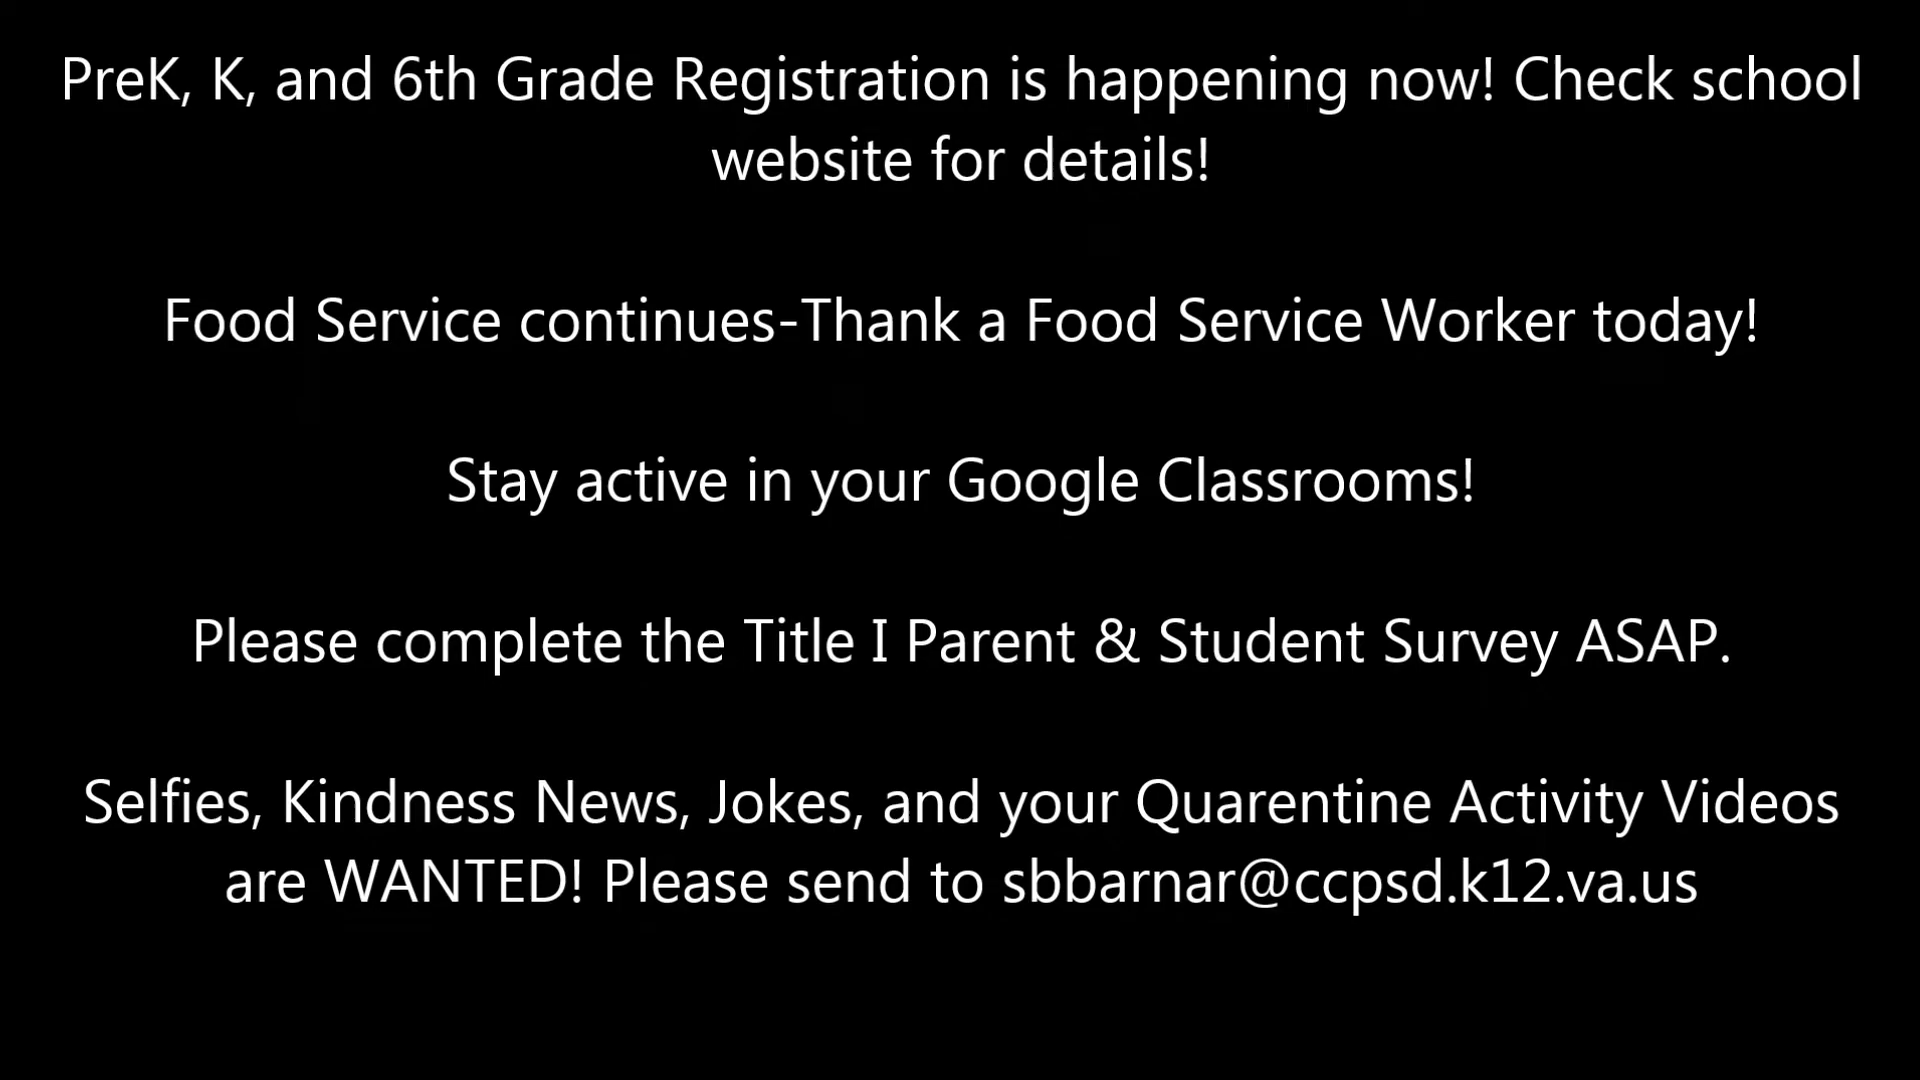 PreK, K, and 6th Grade Registration is happening now! Check school
website for details!
Food Service continues-Thank a Food Service Worker today!
Stay active in your Google Classrooms!
Please complete the Title I Parent & Student Survey ASAP.
Selfies, Kindness News, Jokes, and your Quarentine Activity Videos
are WANTED! Please send to sbbarnar@ccpsd.k12.va.us